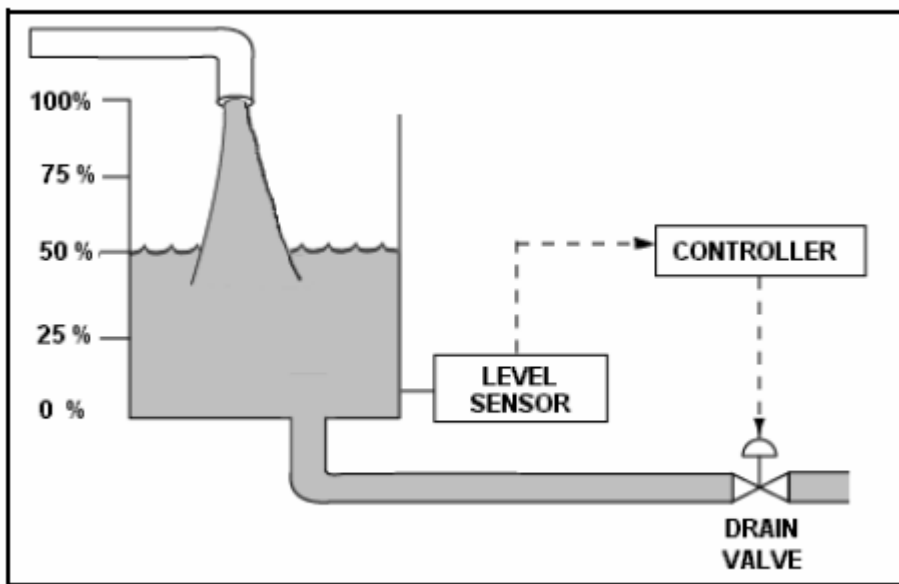 100%
75 %
50 %
25 %
0 %
CONTROLLER
LEVEL
SENSOR
DRAIN
VALVE